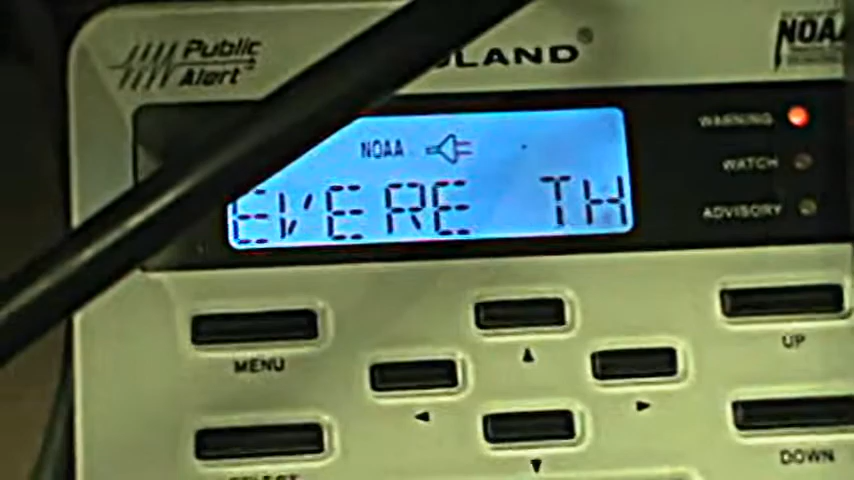 Public
Alert
LAND®
NOAA
NOAA
EVERE TH
WARNING
WATCH
ADVISORY
MENU
UP
DOWN